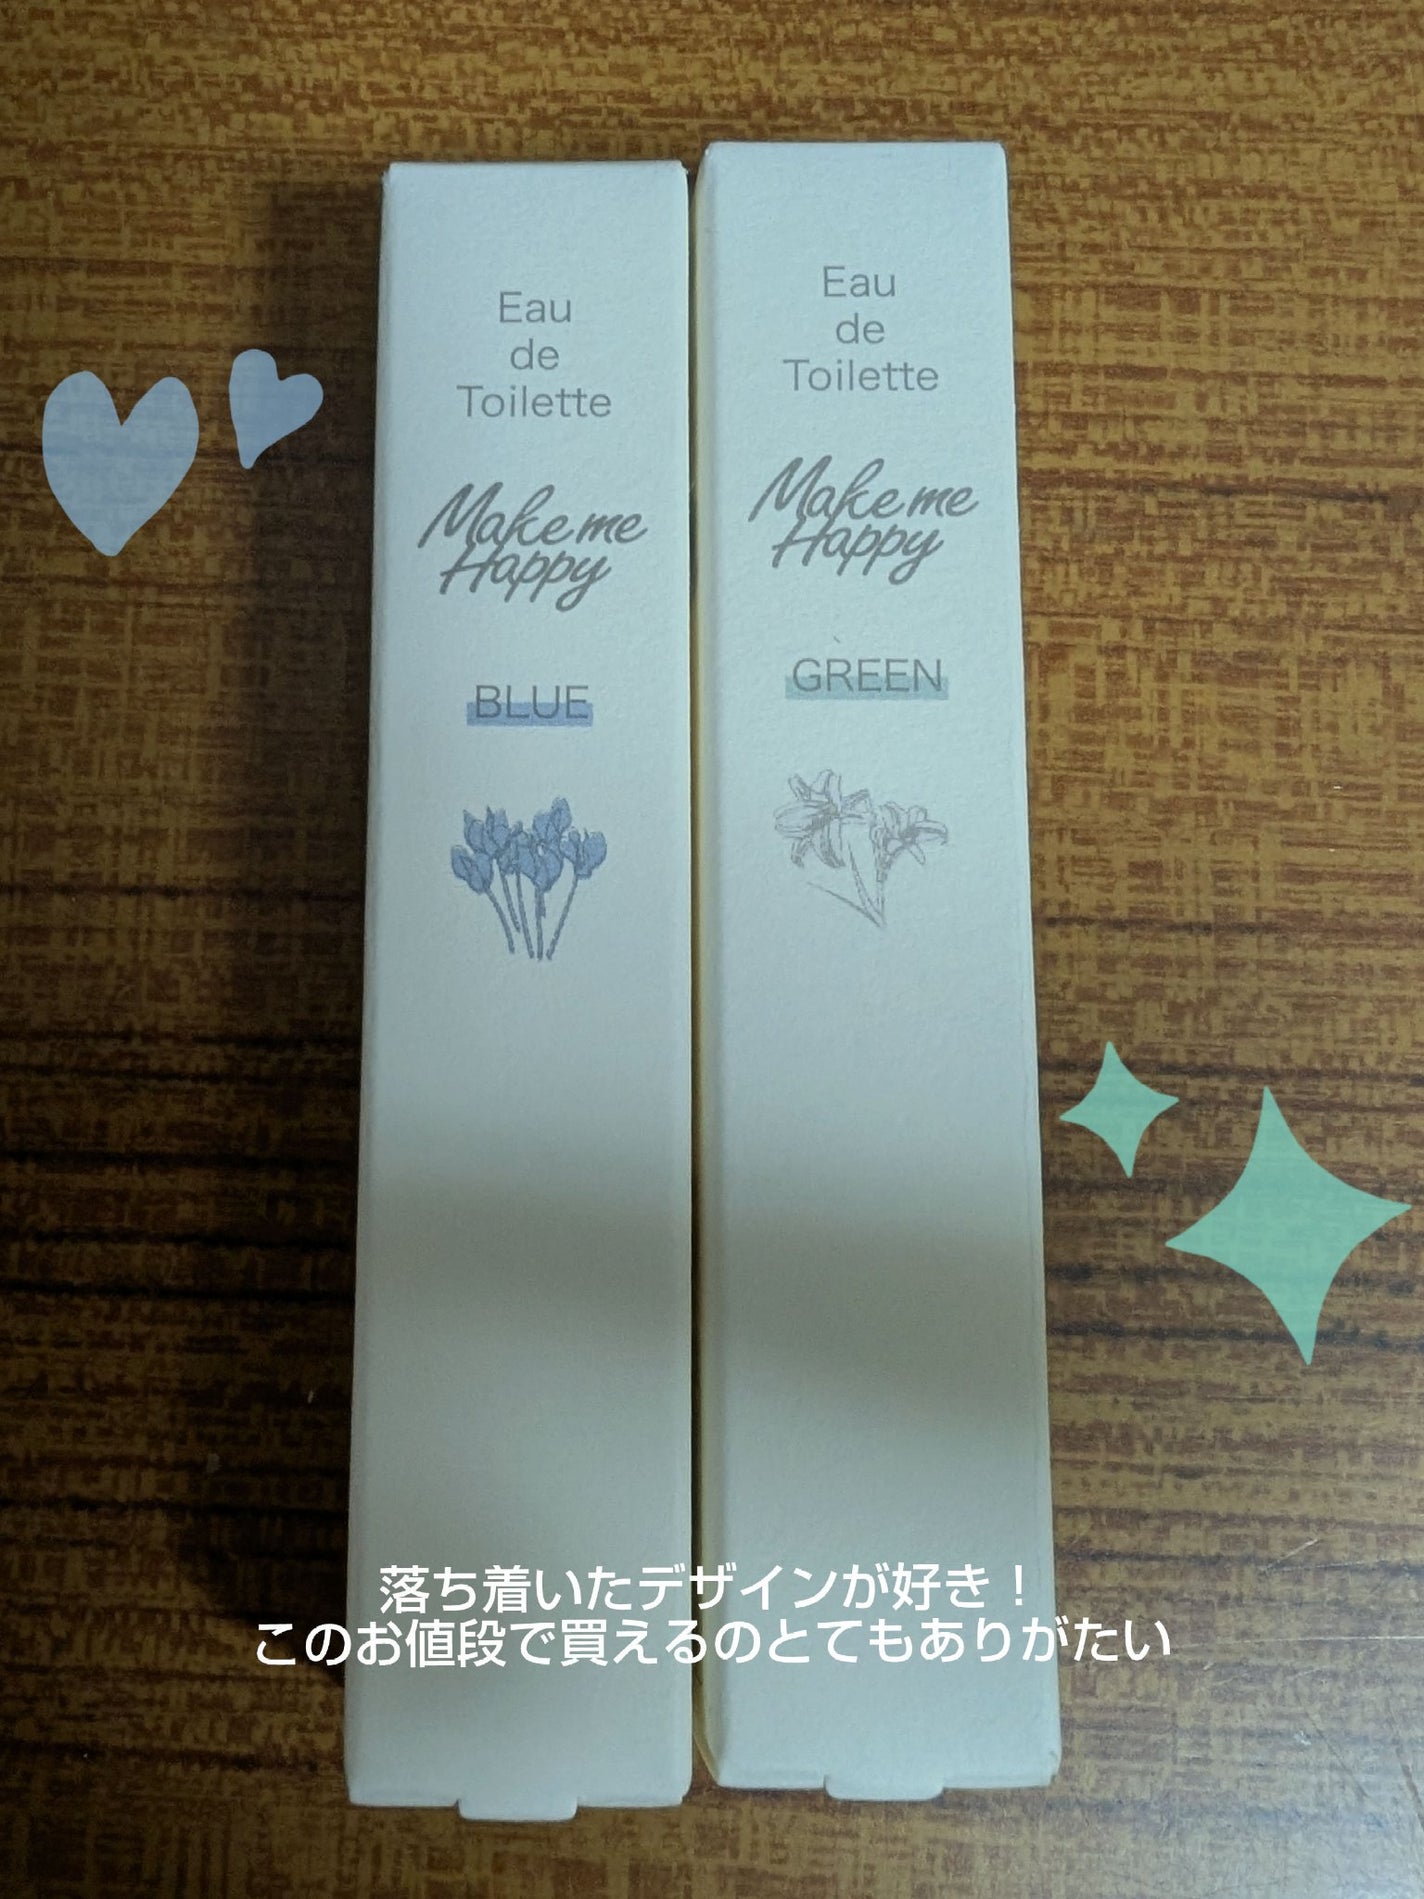 Eau
de
Toilette
Make me
Happy
BLUE
Eau
de
Toilette
Make me
Happy
GREEN
落ち着いたデザインが好き！
このお値段で買えるのとてもありがたい